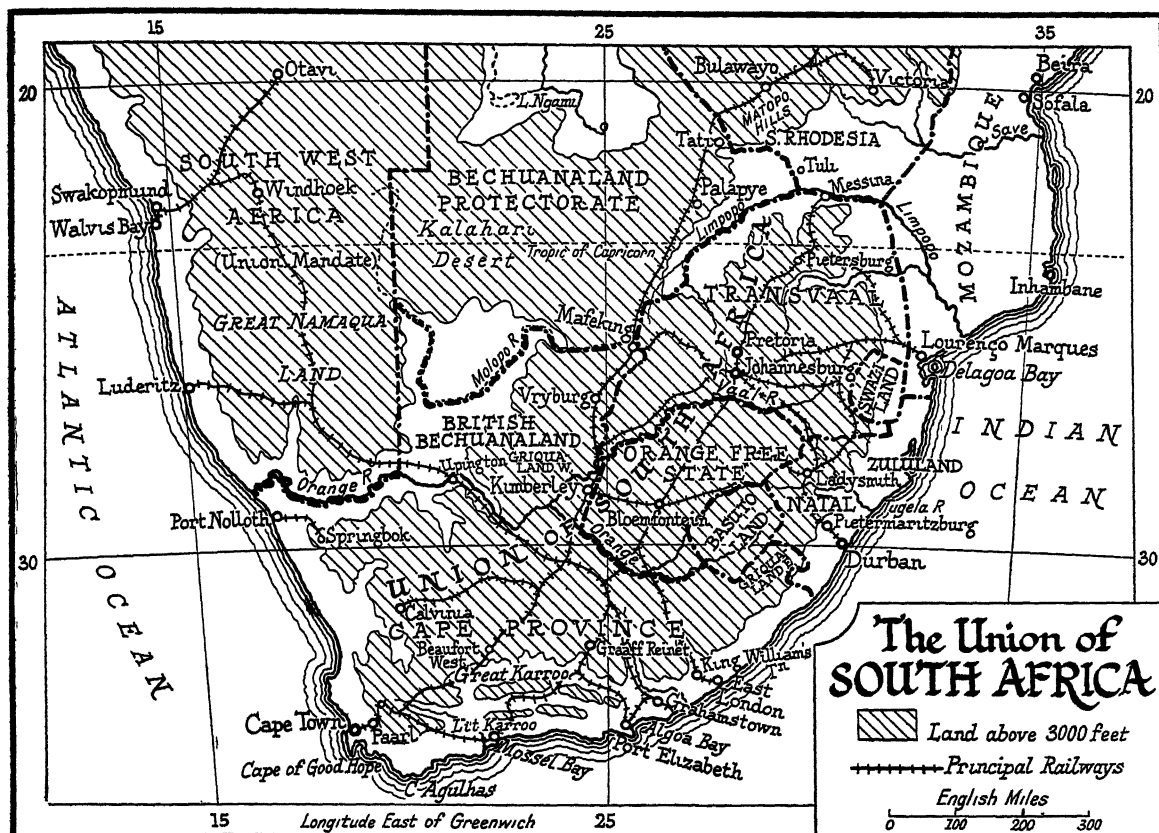 15
25
35
20
Otavi
Bulawayo
Victoria
Beira
20
L. Ngami
MATOPO
HILLS
Sofala
Save
Tati
S. RHODESIA
SOUTH WEST
AFRICA
Swakopmund
Windhoek
Walvis Bay
(Union Mandate)
BECHUANALAND
PROTECTORATE
Kalahari
Desert
Tropic of Capricorn
Palapye
Tuli
Messina
Limpopo
Limpopo
MOZAMBIQUE
Pietersburg
Inhambane
TRANSVAAL
GREAT NAMAQUA
LAND
Mafeking
Molopo R
Pretoria
Johannesburg
Lourenço Marques
Delagoa Bay
SWAZI
LAND
Luderitz
Vryburg
Vaal R
BRITISH
BECHUANALAND
ATLANTIC OCEAN
INDIAN
OCEAN
Upington
GRIQUA-
LAND W.
Kimberley
ORANGE FREE
STATE
ZULULAND
Ladysmith
NATAL
Tugela R
Orange R
Port Nolloth
Springbok
Bloemfontein
BASUTO
LAND
Pietermaritzburg
Orange
GRIQUA
LAND E.
Durban
30
30
UNION OF SOUTH AFRICA
Calvinia
CAPE PROVINCE
Beaufort
West
Graaff Reinet
Great Karroo
King William's
Tn
East
London
Grahamstown
Cape Town
Paarl
Lit Karroo
Algoa Bay
Port Elizabeth
Mossel Bay
Cape of Good Hope
C. Agulhas
15
Longitude East of Greenwich
25
The Union of
SOUTH AFRICA
Land above 3000 feet
Principal Railways
English Miles
0 100 200 300